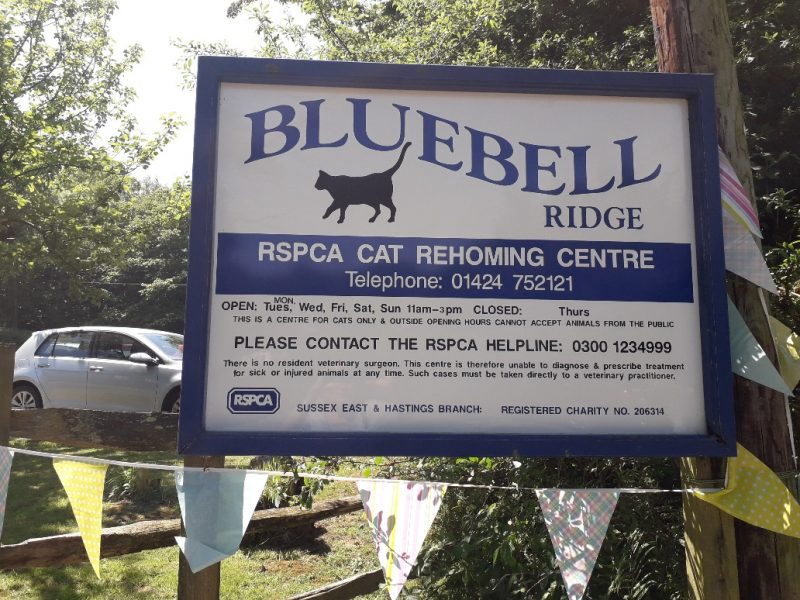 BLUEBELL
RIDGE
RSPCA CAT REHOMING CENTRE
Telephone: 01424 752121
MON,
OPEN: Tues, Wed, Fri, Sat, Sun 11am-3pm CLOSED: Thurs
THIS IS A CENTRE FOR CATS ONLY & OUTSIDE OPENING HOURS CANNOT ACCEPT ANIMALS FROM THE PUBLIC
PLEASE CONTACT THE RSPCA HELPLINE: 0300 1234999
There is no resident veterinary surgeon. This centre is therefore unable to diagnose & prescribe treatment
for sick or injured animals at any time. Such cases must be taken directly to a veterinary practitioner.
RSPCA SUSSEX EAST & HASTINGS BRANCH: REGISTERED CHARITY NO. 206314